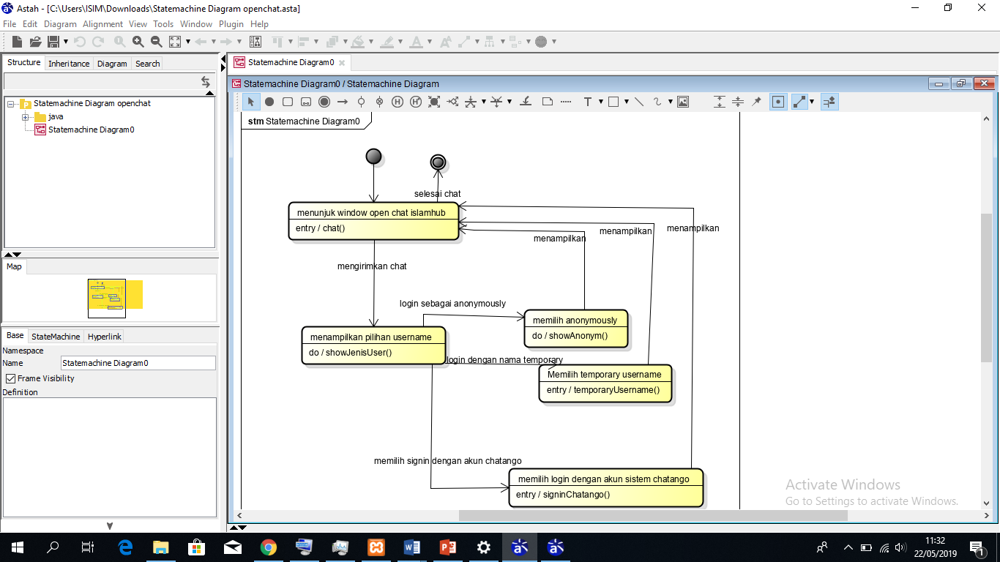 Astah - [C:\Users\ISIM\Downloads\Statemachine Diagram openchat.asta]
File Edit Diagram Alignment View Tools Window Plugin Help
Structure Inheritance Diagram Search
Statemachine Diagram openchat
java
Statemachine Diagram0
Map
Base StateMachine Hyperlink
Namespace
Name Statemachine Diagram0
Frame Visibility
Definition
Statemachine Diagram0
Statemachine Diagram0 / Statemachine Diagram
stm Statemachine Diagram0
selesai chat
menunjuk window open chat islamhub
entry / chat()
menampilkan
menampilkan
menampilkan
mengirimkan chat
login sebagai anonymously
memilih anonymously
do / showAnonym()
menampilkan pilihan username
do / showJenisUser()
login dengan nama temporary
Memilih temporary username
entry / temporaryUsername()
memilih signin dengan akun chatango
memilih login dengan akun sistem chatango
entry / signinChatango()
Activate Windows
Go to Settings to activate Windows.
11:32
22/05/2019
1